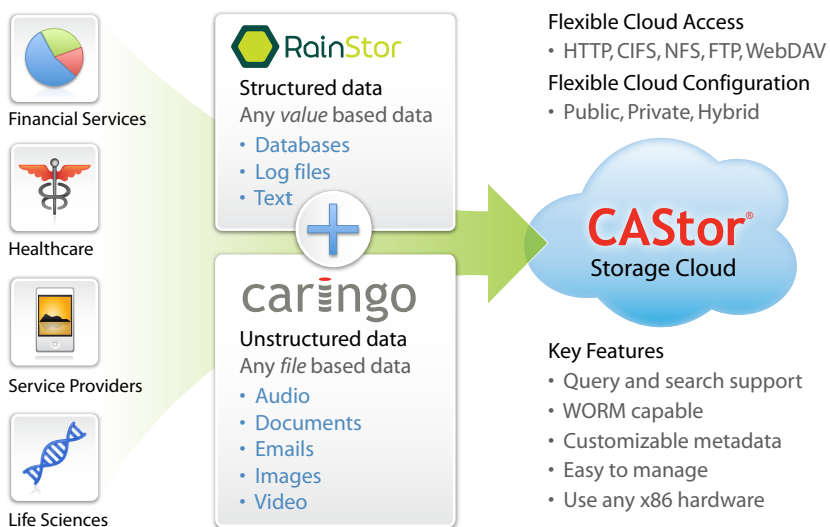 Financial Services
Healthcare
Service Providers
Life Sciences
RainStor
Structured data
Any value based data
• Databases
• Log files
• Text
caringo
Unstructured data
Any file based data
• Audio
• Documents
• Emails
• Images
• Video
Flexible Cloud Access
• HTTP, CIFS, NFS, FTP, WebDAV
Flexible Cloud Configuration
• Public, Private, Hybrid
CAStor®
Storage Cloud
Key Features
• Query and search support
• WORM capable
• Customizable metadata
• Easy to manage
• Use any x86 hardware